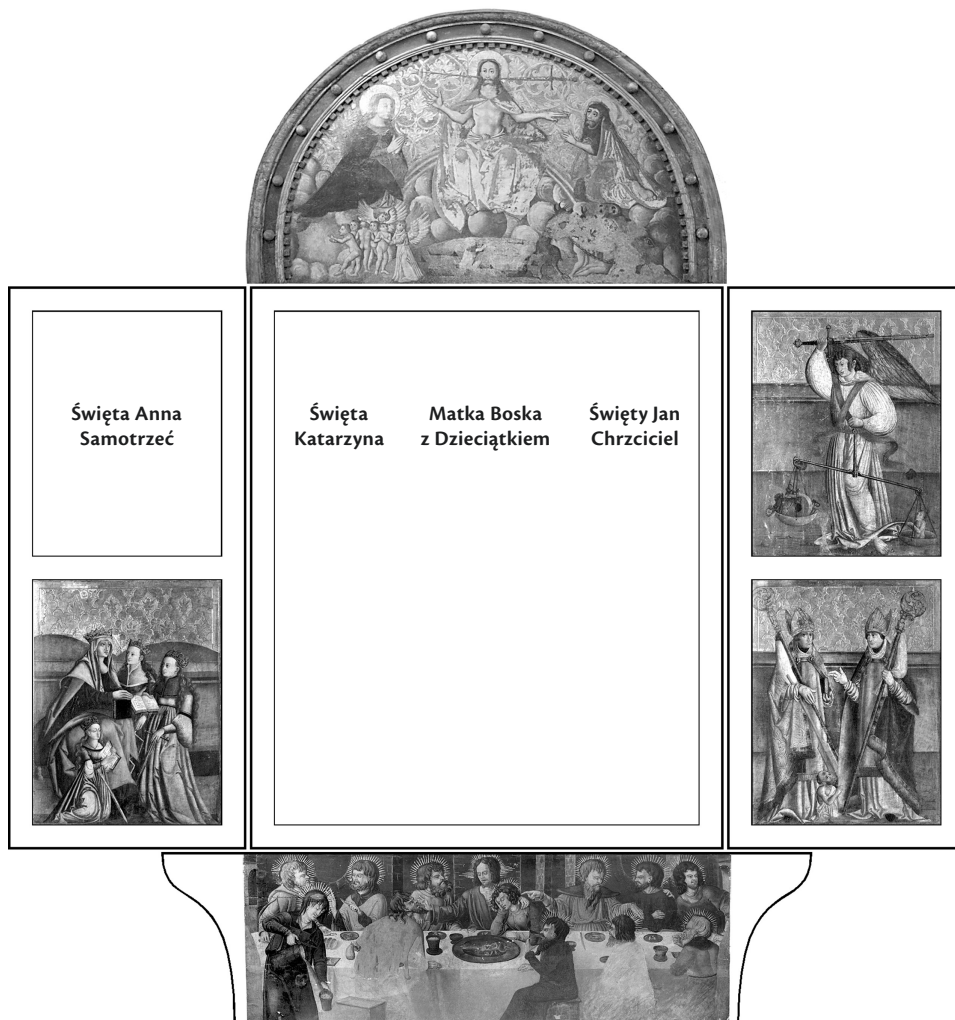 Święta Anna
Samotrzeć
Święta
Katarzyna
Matka Boska
z Dzieciątkiem
Święty Jan
Chrzciciel